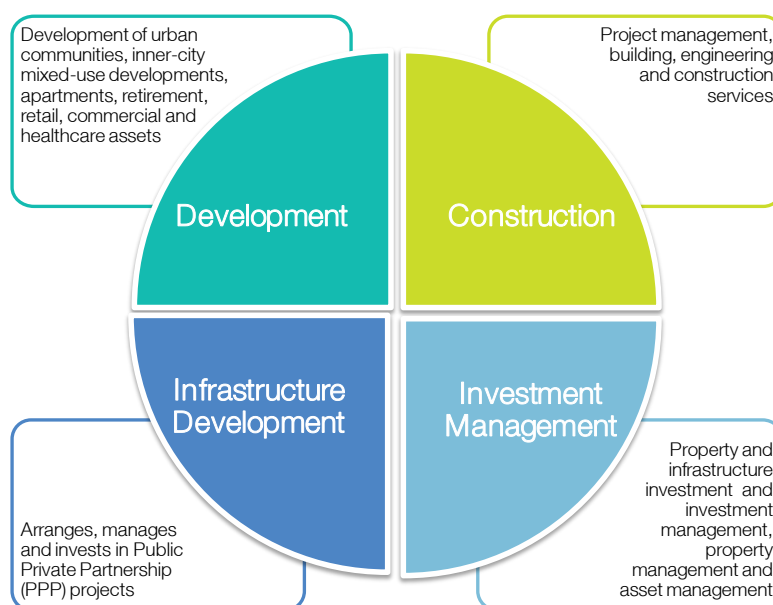 Development of urban
communities, inner-city
mixed-use developments,
apartments, retirement,
retail, commercial and
healthcare assets
Project management,
building, engineering
and construction
services
Development
Construction
Infrastructure
Development
Investment
Management
Arranges, manages
and invests in Public
Private Partnership
(PPP) projects
Property and
infrastructure
investment and
investment
management,
property
management and
asset management